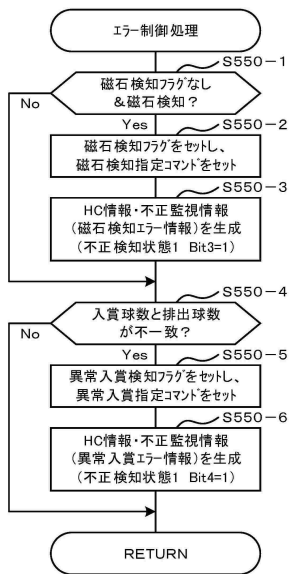 エラー制御処理
S550-1
磁石検知フラグなし
&磁石検知?
No
Yes
S550-2
磁石検知フラグをセットし、
磁石検知指定コマンドをセット
S550-3
HC情報・不正監視情報
(磁石検知エラー情報)を生成
(不正検知状態1 Bit3=1)
S550-4
入賞球数と排出球数
が不一致?
No
Yes
S550-5
異常入賞検知フラグをセットし、
異常入賞指定コマンドをセット
S550-6
HC情報・不正監視情報
(異常入賞エラー情報)を生成
(不正検知状態1 Bit4=1)
RETURN